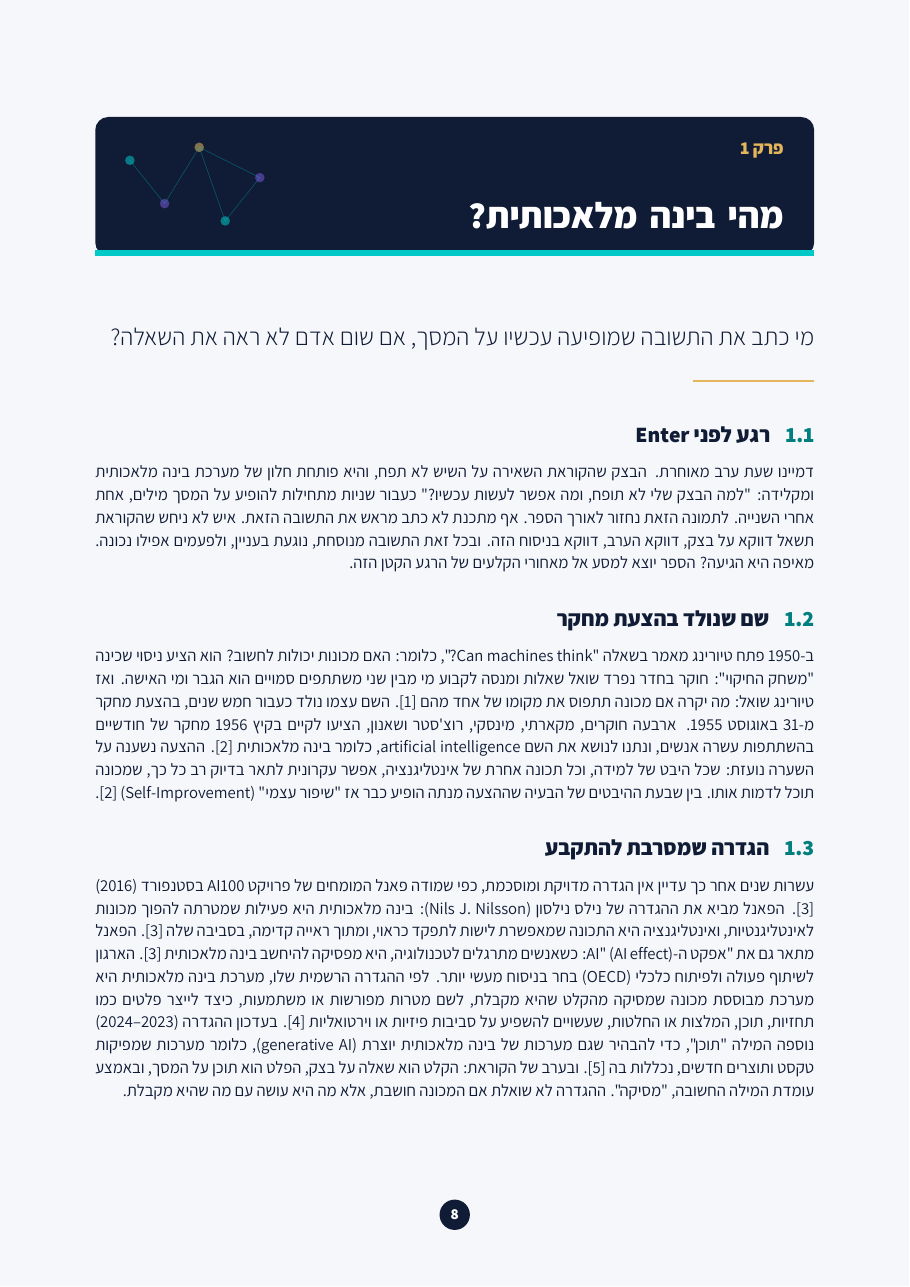 פרק 1
מהי בינה מלאכותית?
מי כתב את התשובה שמופיעה עכשיו על המסך, אם שום אדם לא ראה את השאלה?
1.1 רגע לפני Enter
דמיינו שעת ערב מאוחרת. הבצק שהקוראת השאירה על השיש לא תפח, והיא פותחת חלון של מערכת בינה מלאכותית
ומקלידה: "למה הבצק שלי לא תופח, ומה אפשר לעשות עכשיו?" כעבור שניות מתחילות להופיע על המסך מילים, אחת
אחרי השנייה. לתמונה הזאת נחזור לאורך הספר. אף מתכנת לא כתב מראש את התשובה הזאת. איש לא ניחש שהקוראת
תשאל דווקא על בצק, דווקא הערב, דווקא בניסוח הזה. ובכל זאת התשובה מנוסחת, נוגעת בעניין, ולפעמים אפילו נכונה.
מאיפה היא הגיעה? הספר יוצא למסע אל מאחורי הקלעים של הרגע הקטן הזה.
1.2 שם שנולד בהצעת מחקר
ב-1950 פתח טיורינג מאמר בשאלה "Can machines think?", כלומר: האם מכונות יכולות לחשוב? הוא הציע ניסוי שכינה
"משחק החיקוי": חוקר בחדר נפרד שואל שאלות ומנסה לקבוע מי מבין שני משתתפים סמויים הוא הגבר ומי האישה. ואז
טיורינג שואל: מה יקרה אם מכונה תתפוס את מקומו של אחד מהם [1]. השם עצמו נולד כעבור חמש שנים, בהצעת מחקר
מ-31 באוגוסט 1955. ארבעה חוקרים, מקארתי, מינסקי, רוצ'סטר ושאנון, הציעו לקיים בקיץ 1956 מחקר של חודשיים
בהשתתפות עשרה אנשים, ונתנו לנושא את השם artificial intelligence, כלומר בינה מלאכותית [2]. ההצעה נשענה על
השערה נועזת: שכל היבט של למידה, וכל תכונה אחרת של אינטליגנציה, אפשר עקרונית לתאר בדיוק רב כל כך, שמכונה
תוכל לדמות אותו. בין שבעת ההיבטים של הבעיה שההצעה מנתה הופיע כבר אז "שיפור עצמי" (Self-Improvement) [2].
1.3 הגדרה שמסרבת להתקבע
עשרות שנים אחר כך עדיין אין הגדרה מדויקת ומוסכמת, כפי שמודה פאנל המומחים של פרויקט AI100 בסטנפורד (2016)
[3]. הפאנל מביא את ההגדרה של נילס נילסון (Nils J. Nilsson): בינה מלאכותית היא פעילות שמטרתה להפוך מכונות
לאינטליגנטיות, ואינטליגנציה היא התכונה שמאפשרת לישות לתפקד כראוי, ומתוך ראייה קדימה, בסביבה שלה [3]. הפאנל
מתאר גם את "אפקט ה-AI" (AI effect): כשאנשים מתרגלים לטכנולוגיה, היא מפסיקה להיחשב בינה מלאכותית [3]. הארגון
לשיתוף פעולה ולפיתוח כלכלי (OECD) בחר בניסוח מעשי יותר. לפי ההגדרה הרשמית שלו, מערכת בינה מלאכותית היא
מערכת מבוססת מכונה שמסיקה מהקלט שהיא מקבלת, לשם מטרות מפורשות או משתמעות, כיצד לייצר פלטים כמו
תחזיות, תוכן, המלצות או החלטות, שעשויים להשפיע על סביבות פיזיות או וירטואליות [4]. בעדכון ההגדרה (2023–2024)
נוספה המילה "תוכן", כדי להבהיר שגם מערכות של בינה מלאכותית יוצרת (generative AI), כלומר מערכות שמפיקות
טקסט ותוצרים חדשים, נכללות בה [5]. ובערב של הקוראת: הקלט הוא שאלה על בצק, הפלט הוא תוכן על המסך, ובאמצע
עומדת המילה החשובה, "מסיקה". ההגדרה לא שואלת אם המכונה חושבת, אלא מה היא עושה עם מה שהיא מקבלת.
8